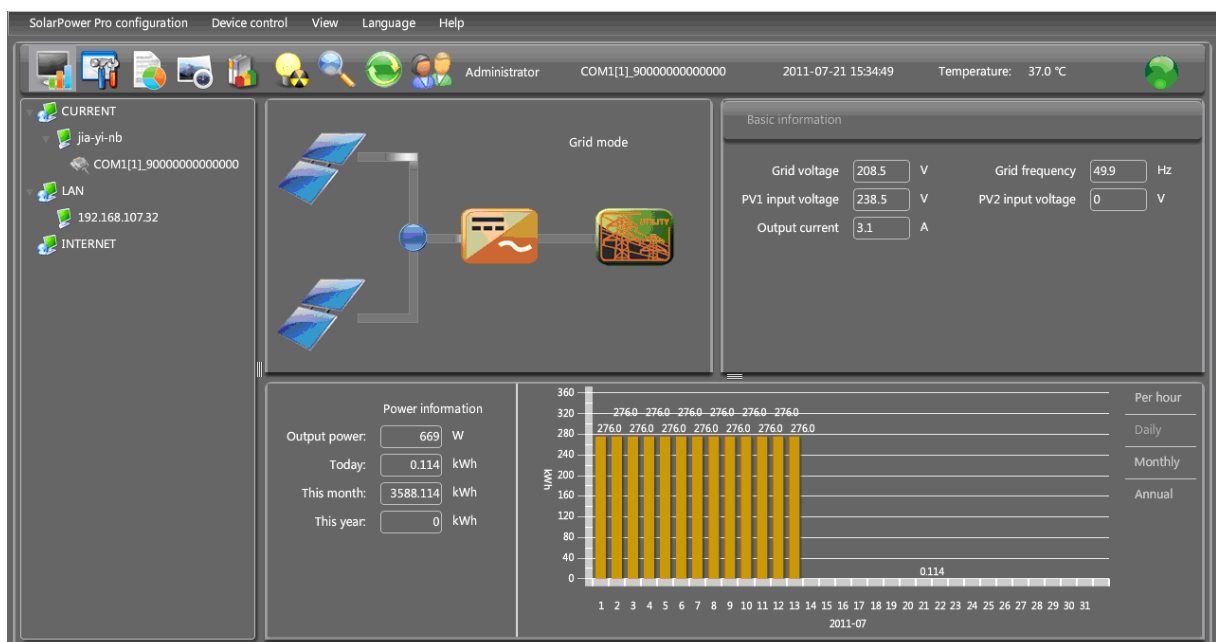 SolarPower Pro configuration Device control View Language Help
Administrator COM1[1]_90000000000000 2011-07-21 15:34:49 Temperature: 37.0 ℃
CURRENT
jia-yi-nb
COM1[1]_90000000000000
LAN
192.168.107.32
INTERNET
Grid mode
UTILITY
Basic information
Grid voltage 208.5 V Grid frequency 49.9 Hz
PV1 input voltage 238.5 V PV2 input voltage 0 V
Output current 3.1 A
Power information
Output power: 669 W
Today: 0.114 kWh
This month: 3588.114 kWh
This year: 0 kWh
kWh
360
320
280
240
200
160
120
80
40
0
276.0 276.0 276.0 276.0 276.0 276.0
276.0 276.0 276.0 276.0 276.0 276.0 276.0
0.114
1 2 3 4 5 6 7 8 9 10 11 12 13 14 15 16 17 18 19 20 21 22 23 24 25 26 27 28 29 30 31
2011-07
Per hour
Daily
Monthly
Annual